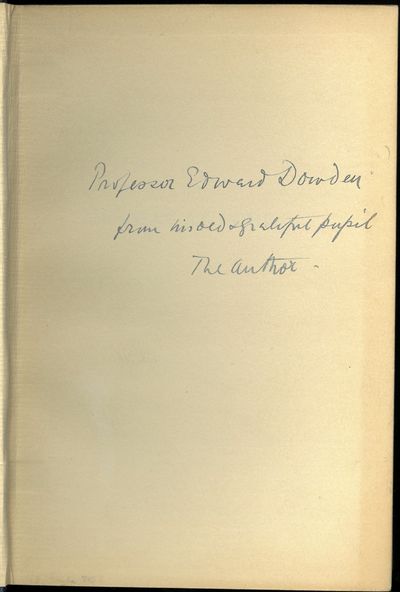 Professor Edward Dowden
from his old & grateful pupil
The author.